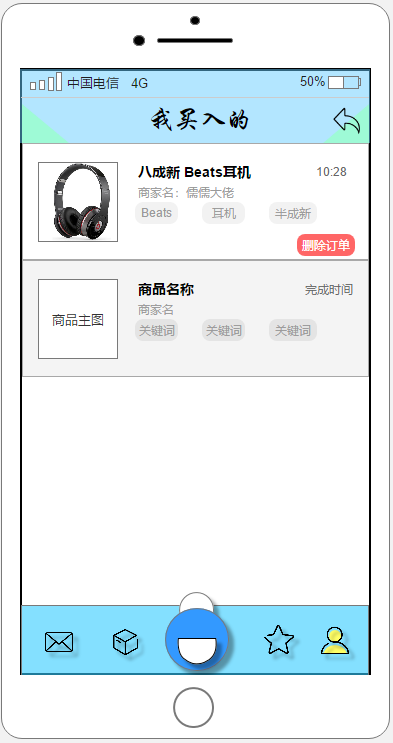 中国电信 4G 50%
我买入的
八成新 Beats耳机 10:28
商家名：儒儒大佬
Beats 耳机 半成新
删除订单
商品主图
商品名称 完成时间
商家名
关键词 关键词 关键词